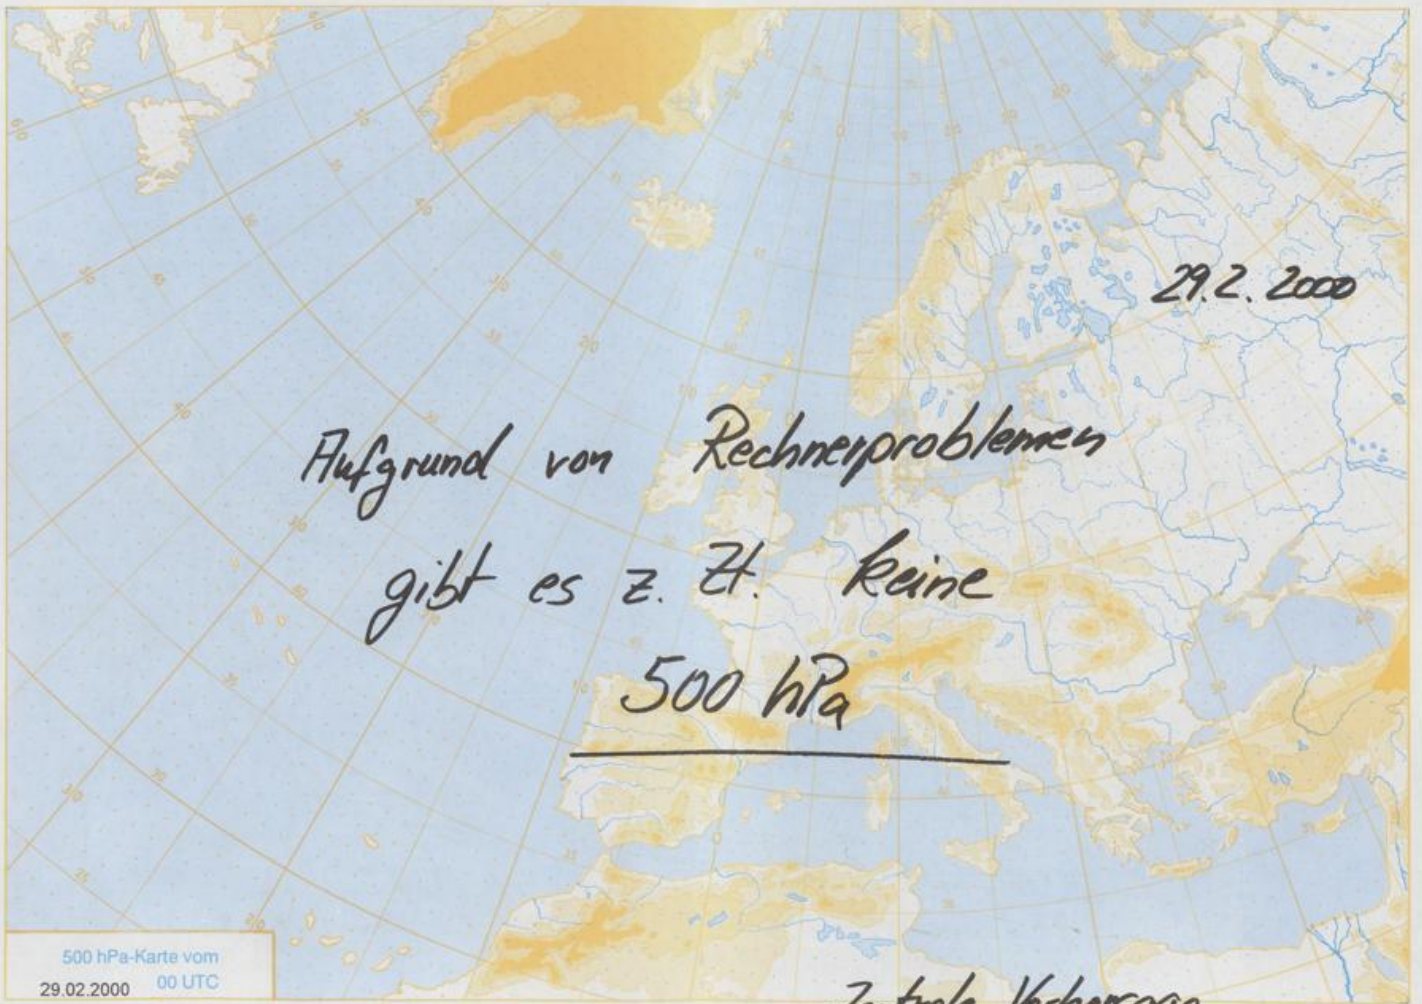 29.2.2000
Aufgrund von Rechnerproblemen
gibt es z. Zt. keine
500 hPa
500 hPa-Karte vom
29.02.2000 00 UTC